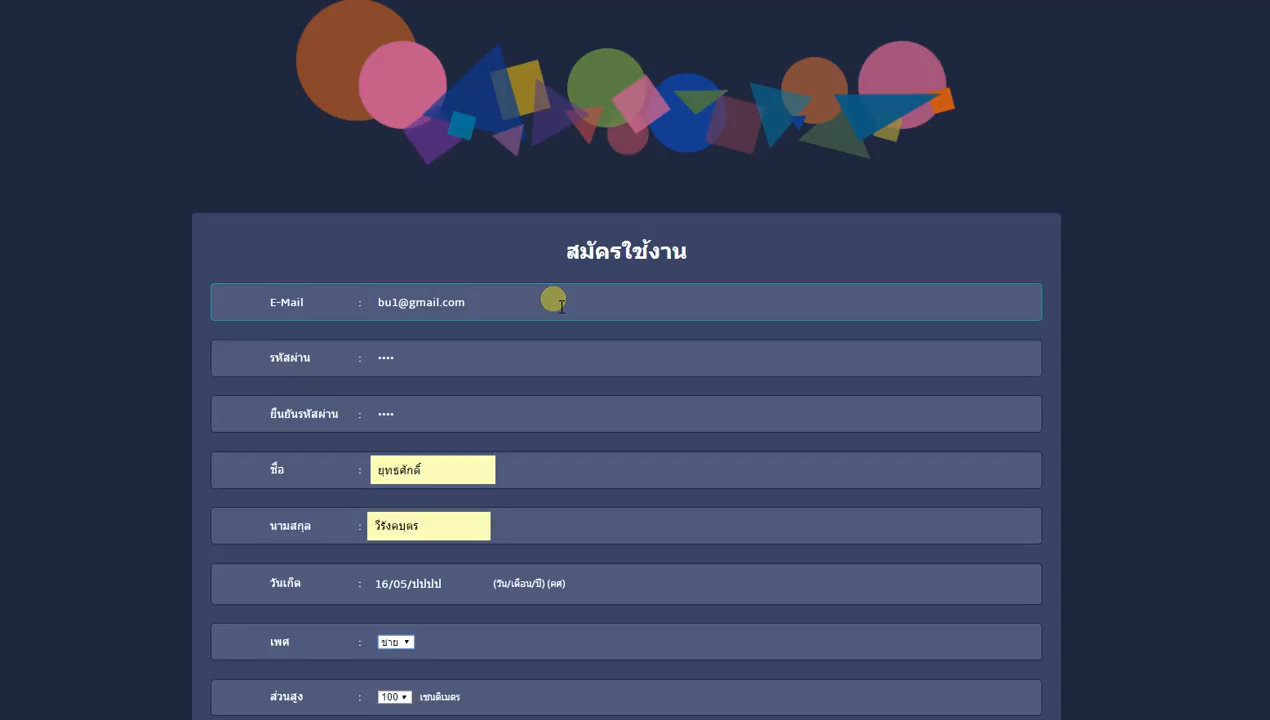 สมัครใช้งาน
E-Mail : bu1@gmail.com
รหัสผ่าน : ••••
ยืนยันรหัสผ่าน : ••••
ชื่อ : ยุทธศักดิ์
นามสกุล : วีรังคบุตร
วันเกิด : 16/05/ปปปป (วัน/เดือน/ปี) (คศ)
เพศ : ชาย
ส่วนสูง : 100 เซนติเมตร